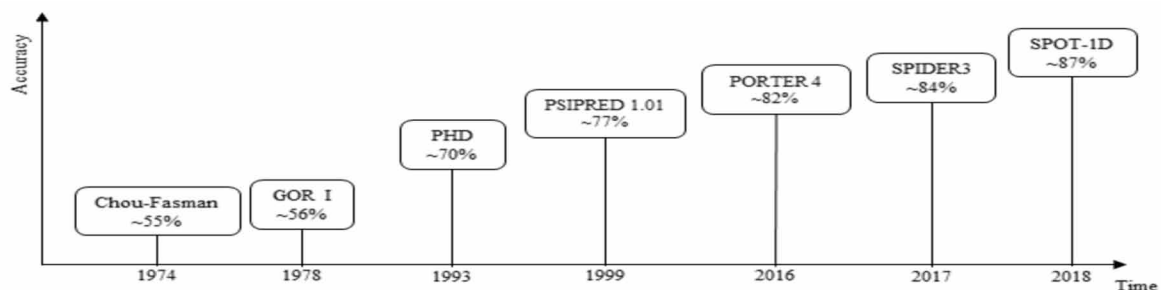 Accuracy
SPOT-1D
~87%
SPIDER3
~84%
PORTER 4
~82%
PSIPRED 1.01
~77%
PHD
~70%
GOR I
~56%
Chou-Fasman
~55%
1974
1978
1993
1999
2016
2017
2018
Time